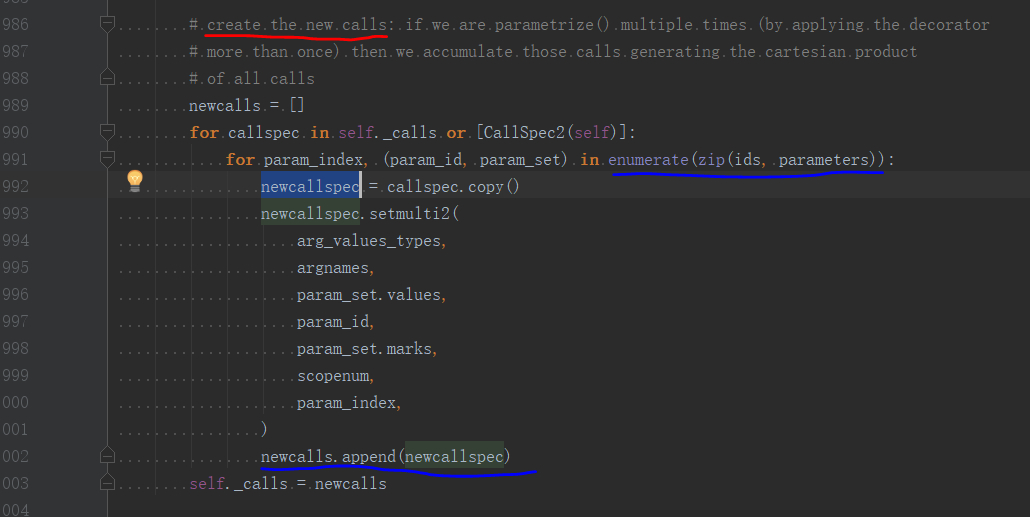 986 # create the new calls: if we are parametrize() multiple times (by applying the decorator
987 # more than once) then we accumulate those calls generating the cartesian product
988 # of all calls
989 newcalls = []
990 for callspec in self._calls or [CallSpec2(self)]:
991 for param_index, (param_id, param_set) in enumerate(zip(ids, parameters)):
992 newcallspec = callspec.copy()
993 newcallspec.setmulti2(
994 arg_values_types,
995 argnames,
996 param_set.values,
997 param_id,
998 param_set.marks,
999 scopenum,
000 param_index,
001 )
002 newcalls.append(newcallspec)
003 self._calls = newcalls
004